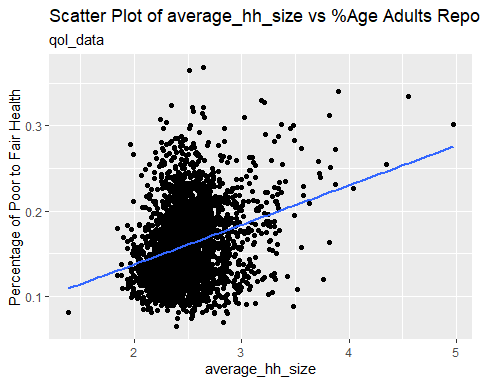 Scatter Plot of average_hh_size vs %Age Adults Repo
qol_data
Percentage of Poor to Fair Health
0.3
0.2
0.1
2
3
4
5
average_hh_size